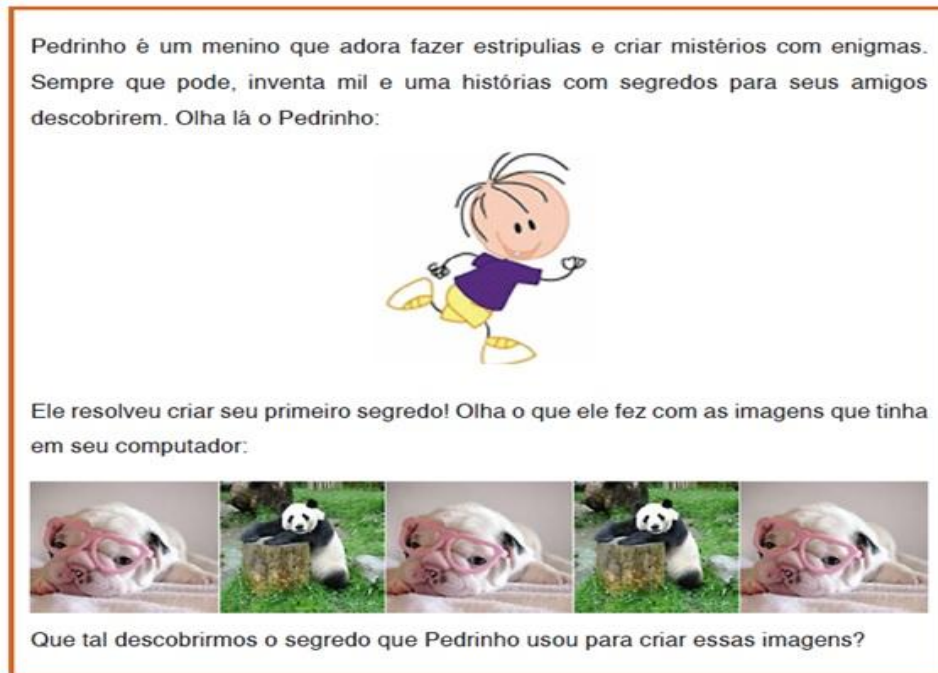 Pedrinho é um menino que adora fazer estripulias e criar mistérios com enigmas.
Sempre que pode, inventa mil e uma histórias com segredos para seus amigos
descobrirem. Olha lá o Pedrinho:
Ele resolveu criar seu primeiro segredo! Olha o que ele fez com as imagens que tinha
em seu computador:
Que tal descobrirmos o segredo que Pedrinho usou para criar essas imagens?